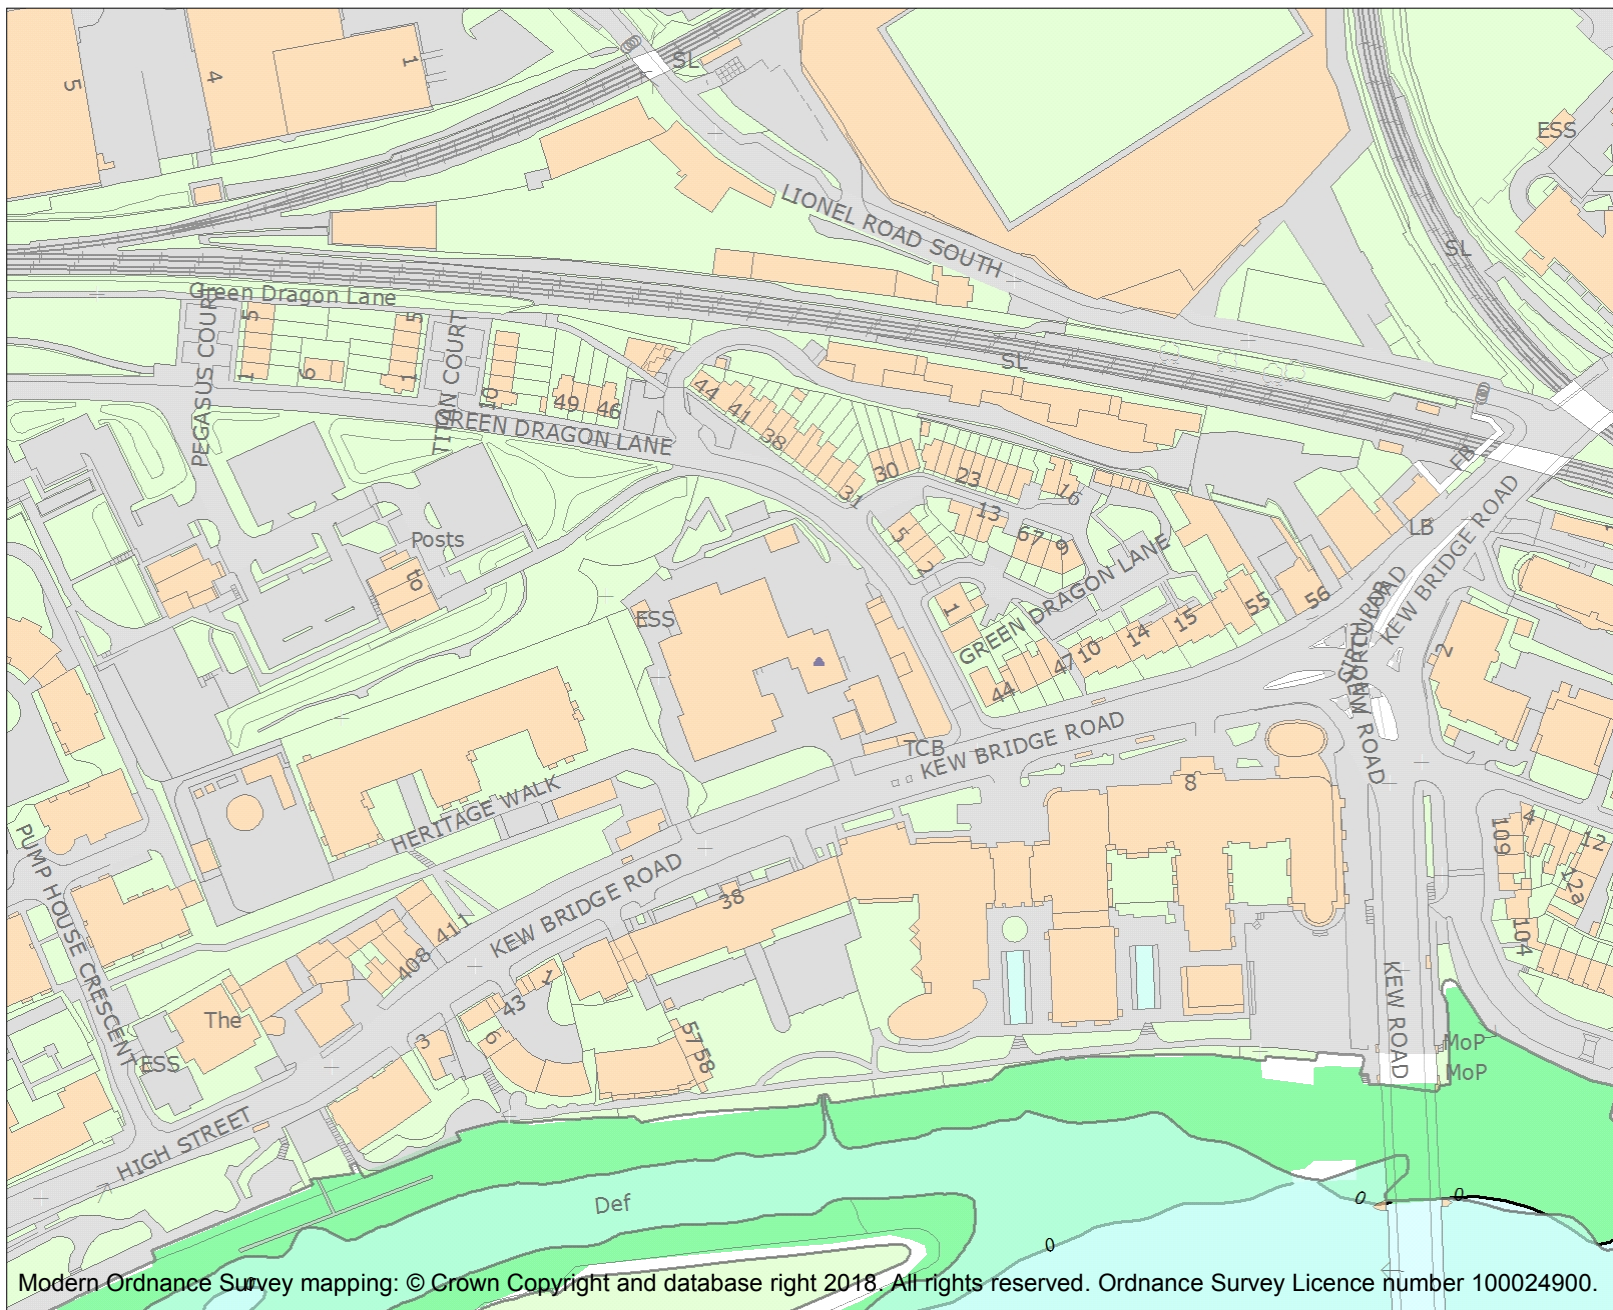 5
4
1
SL
ESS
LIONEL ROAD SOUTH
SL
Green Dragon Lane
PEGASUS COURT
5
1
6
5
1
TITAN COURT
10
49
46
GREEN DRAGON LANE
44
41
38
31
30
23
16
SL
13
67
9
5
2
1
GREEN DRAGON LANE
FB
LB
KEW BRIDGE ROAD
Posts
to
ESS
44
47
10
14
15
55
56
2
KEW ROAD
TCB
KEW BRIDGE ROAD
8
HERITAGE WALK
PUMP HOUSE CRESCENT
KEW BRIDGE ROAD
38
411
408
1
43
6
3
57
58
The
ESS
HIGH STREET
109
4
12
12a
104
KEW ROAD
MoP
MoP
Def
0
0
0
Modern Ordnance Survey mapping: © Crown Copyright and database right 2018. All rights reserved. Ordnance Survey Licence number 100024900.